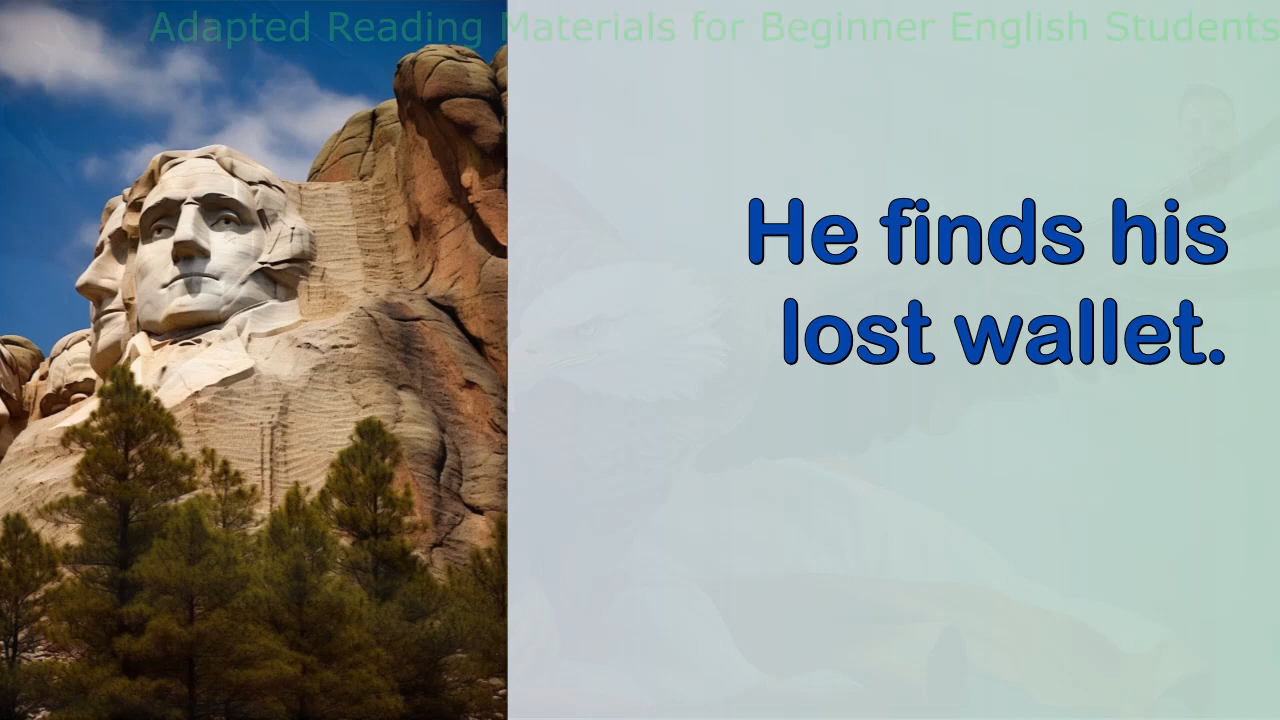 Adapted Reading Materials for Beginner English Students
He finds his
lost wallet.